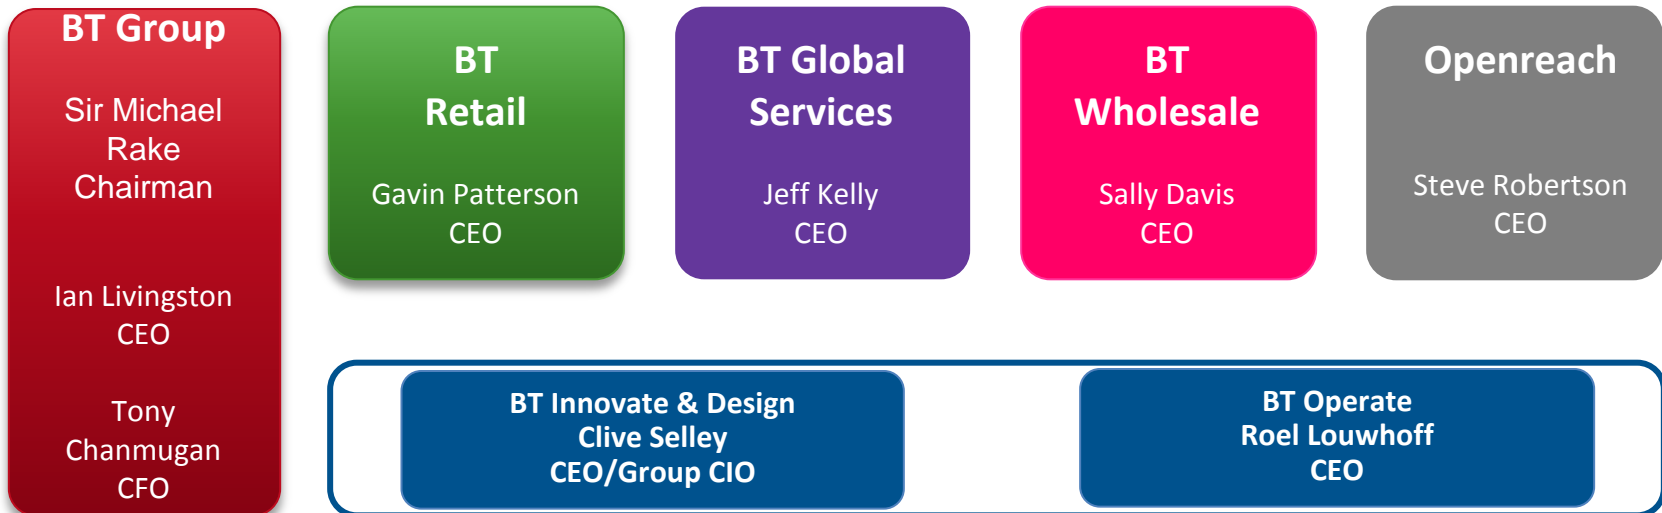 BT Group
Sir Michael
Rake
Chairman
Ian Livingston
CEO
Tony
Chanmugan
CFO
BT
Retail
Gavin Patterson
CEO
BT Global
Services
Jeff Kelly
CEO
BT
Wholesale
Sally Davis
CEO
Openreach
Steve Robertson
CEO
BT Innovate & Design
Clive Selley
CEO/Group CIO
BT Operate
Roel Louwhoff
CEO